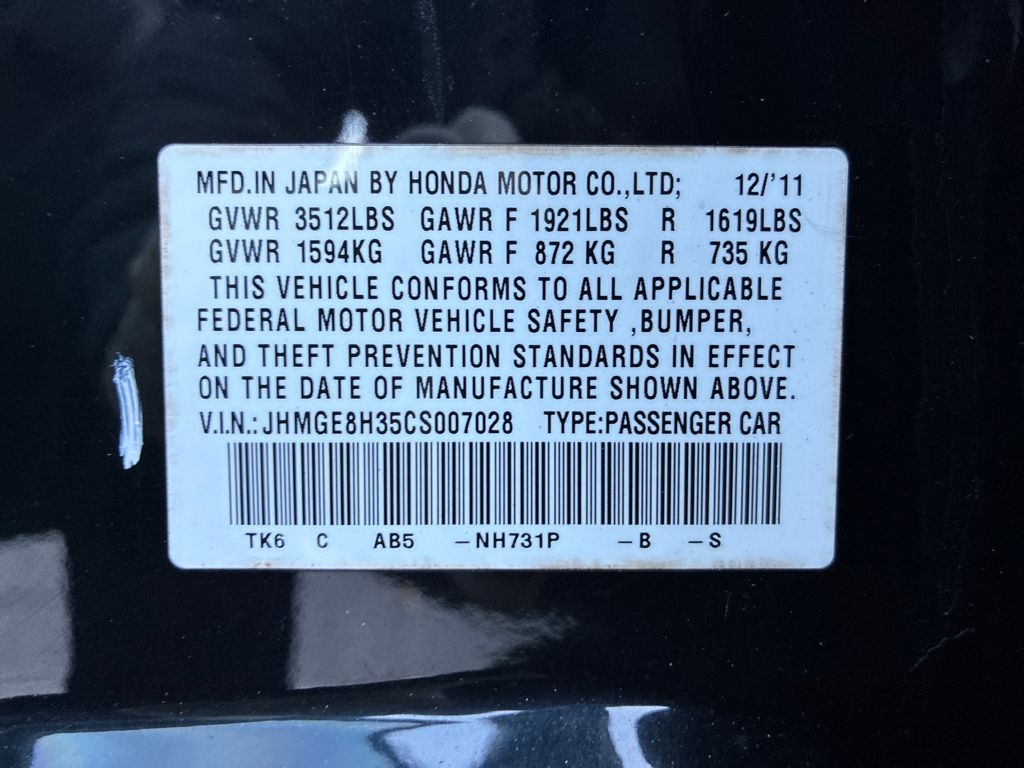 MFD.IN JAPAN BY HONDA MOTOR CO.,LTD; 12/'11
GVWR 3512LBS GAWR F 1921LBS R 1619LBS
GVWR 1594KG GAWR F 872 KG R 735 KG
THIS VEHICLE CONFORMS TO ALL APPLICABLE
FEDERAL MOTOR VEHICLE SAFETY ,BUMPER,
AND THEFT PREVENTION STANDARDS IN EFFECT
ON THE DATE OF MANUFACTURE SHOWN ABOVE.
V.I.N.: JHMGE8H35CS007028 TYPE:PASSENGER CAR
TK6 C AB5 -NH731P -B -S